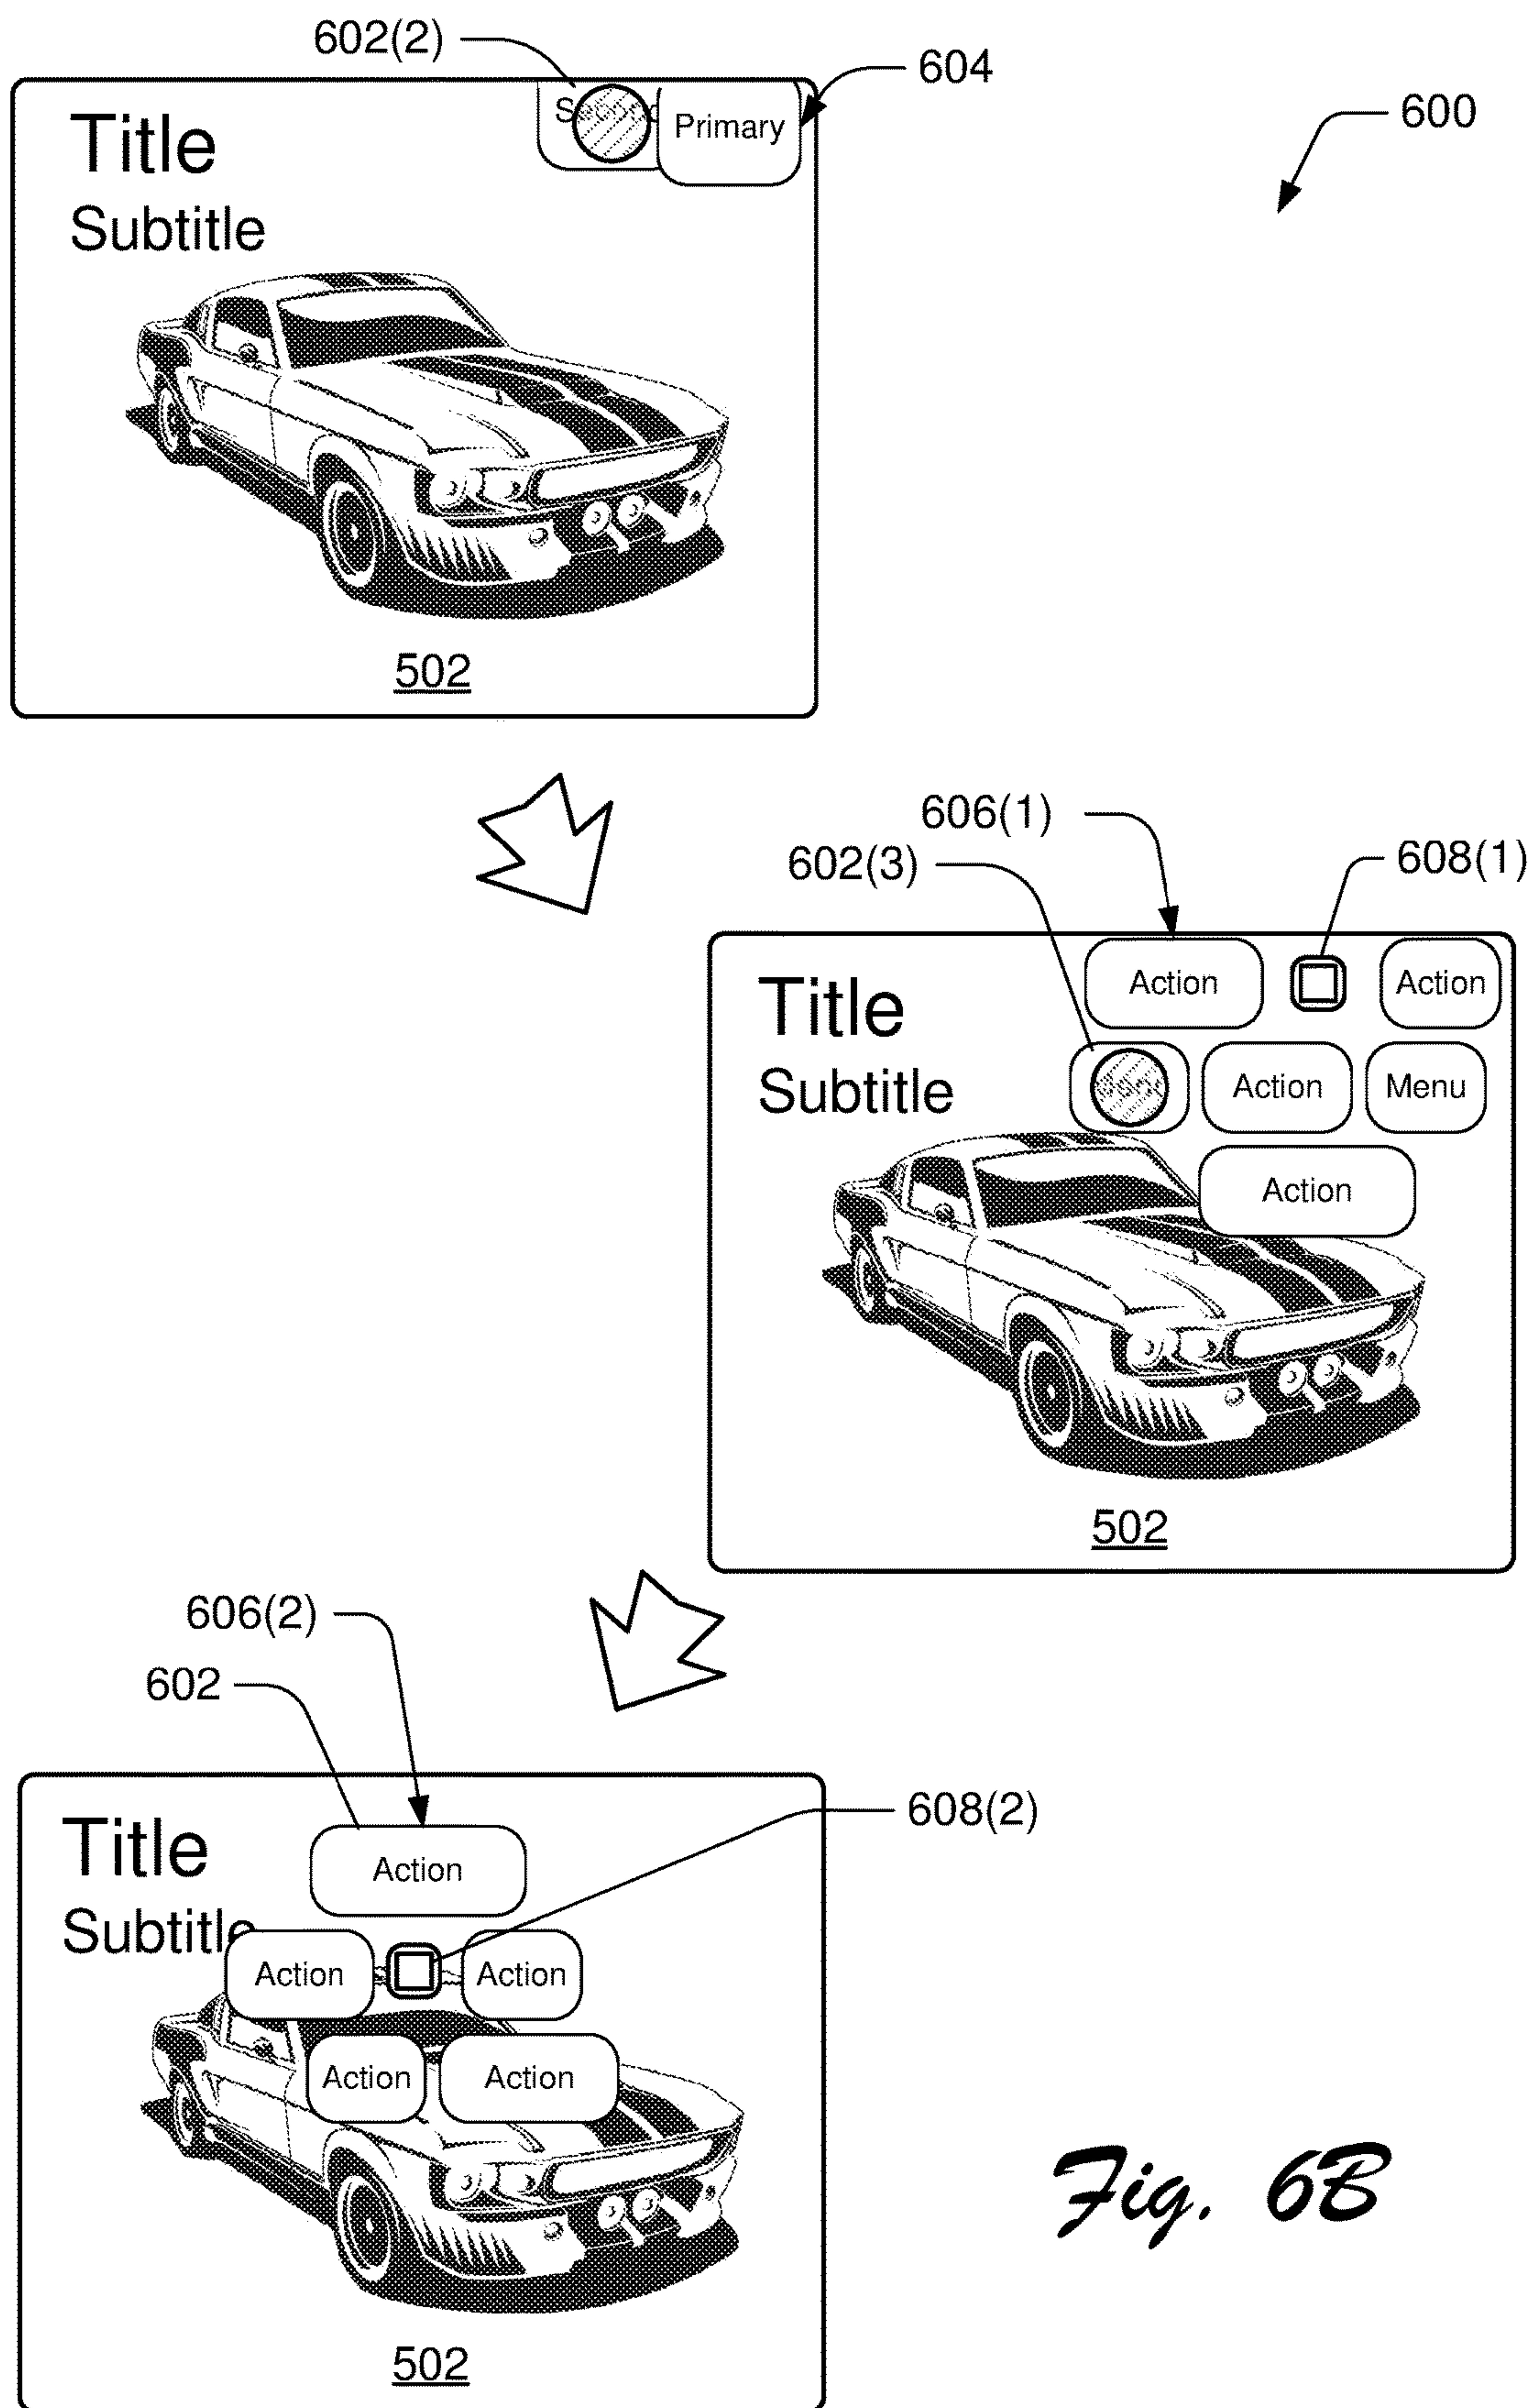 602(2)
604
600
Title
Primary
Subtitle
502
606(1)
602(3)
608(1)
Title
Action
Action
Subtitle
Action
Menu
Action
502
606(2)
602
608(2)
Title
Action
Subtitle
Action
Action
Action
Action
502
Fig. 6B